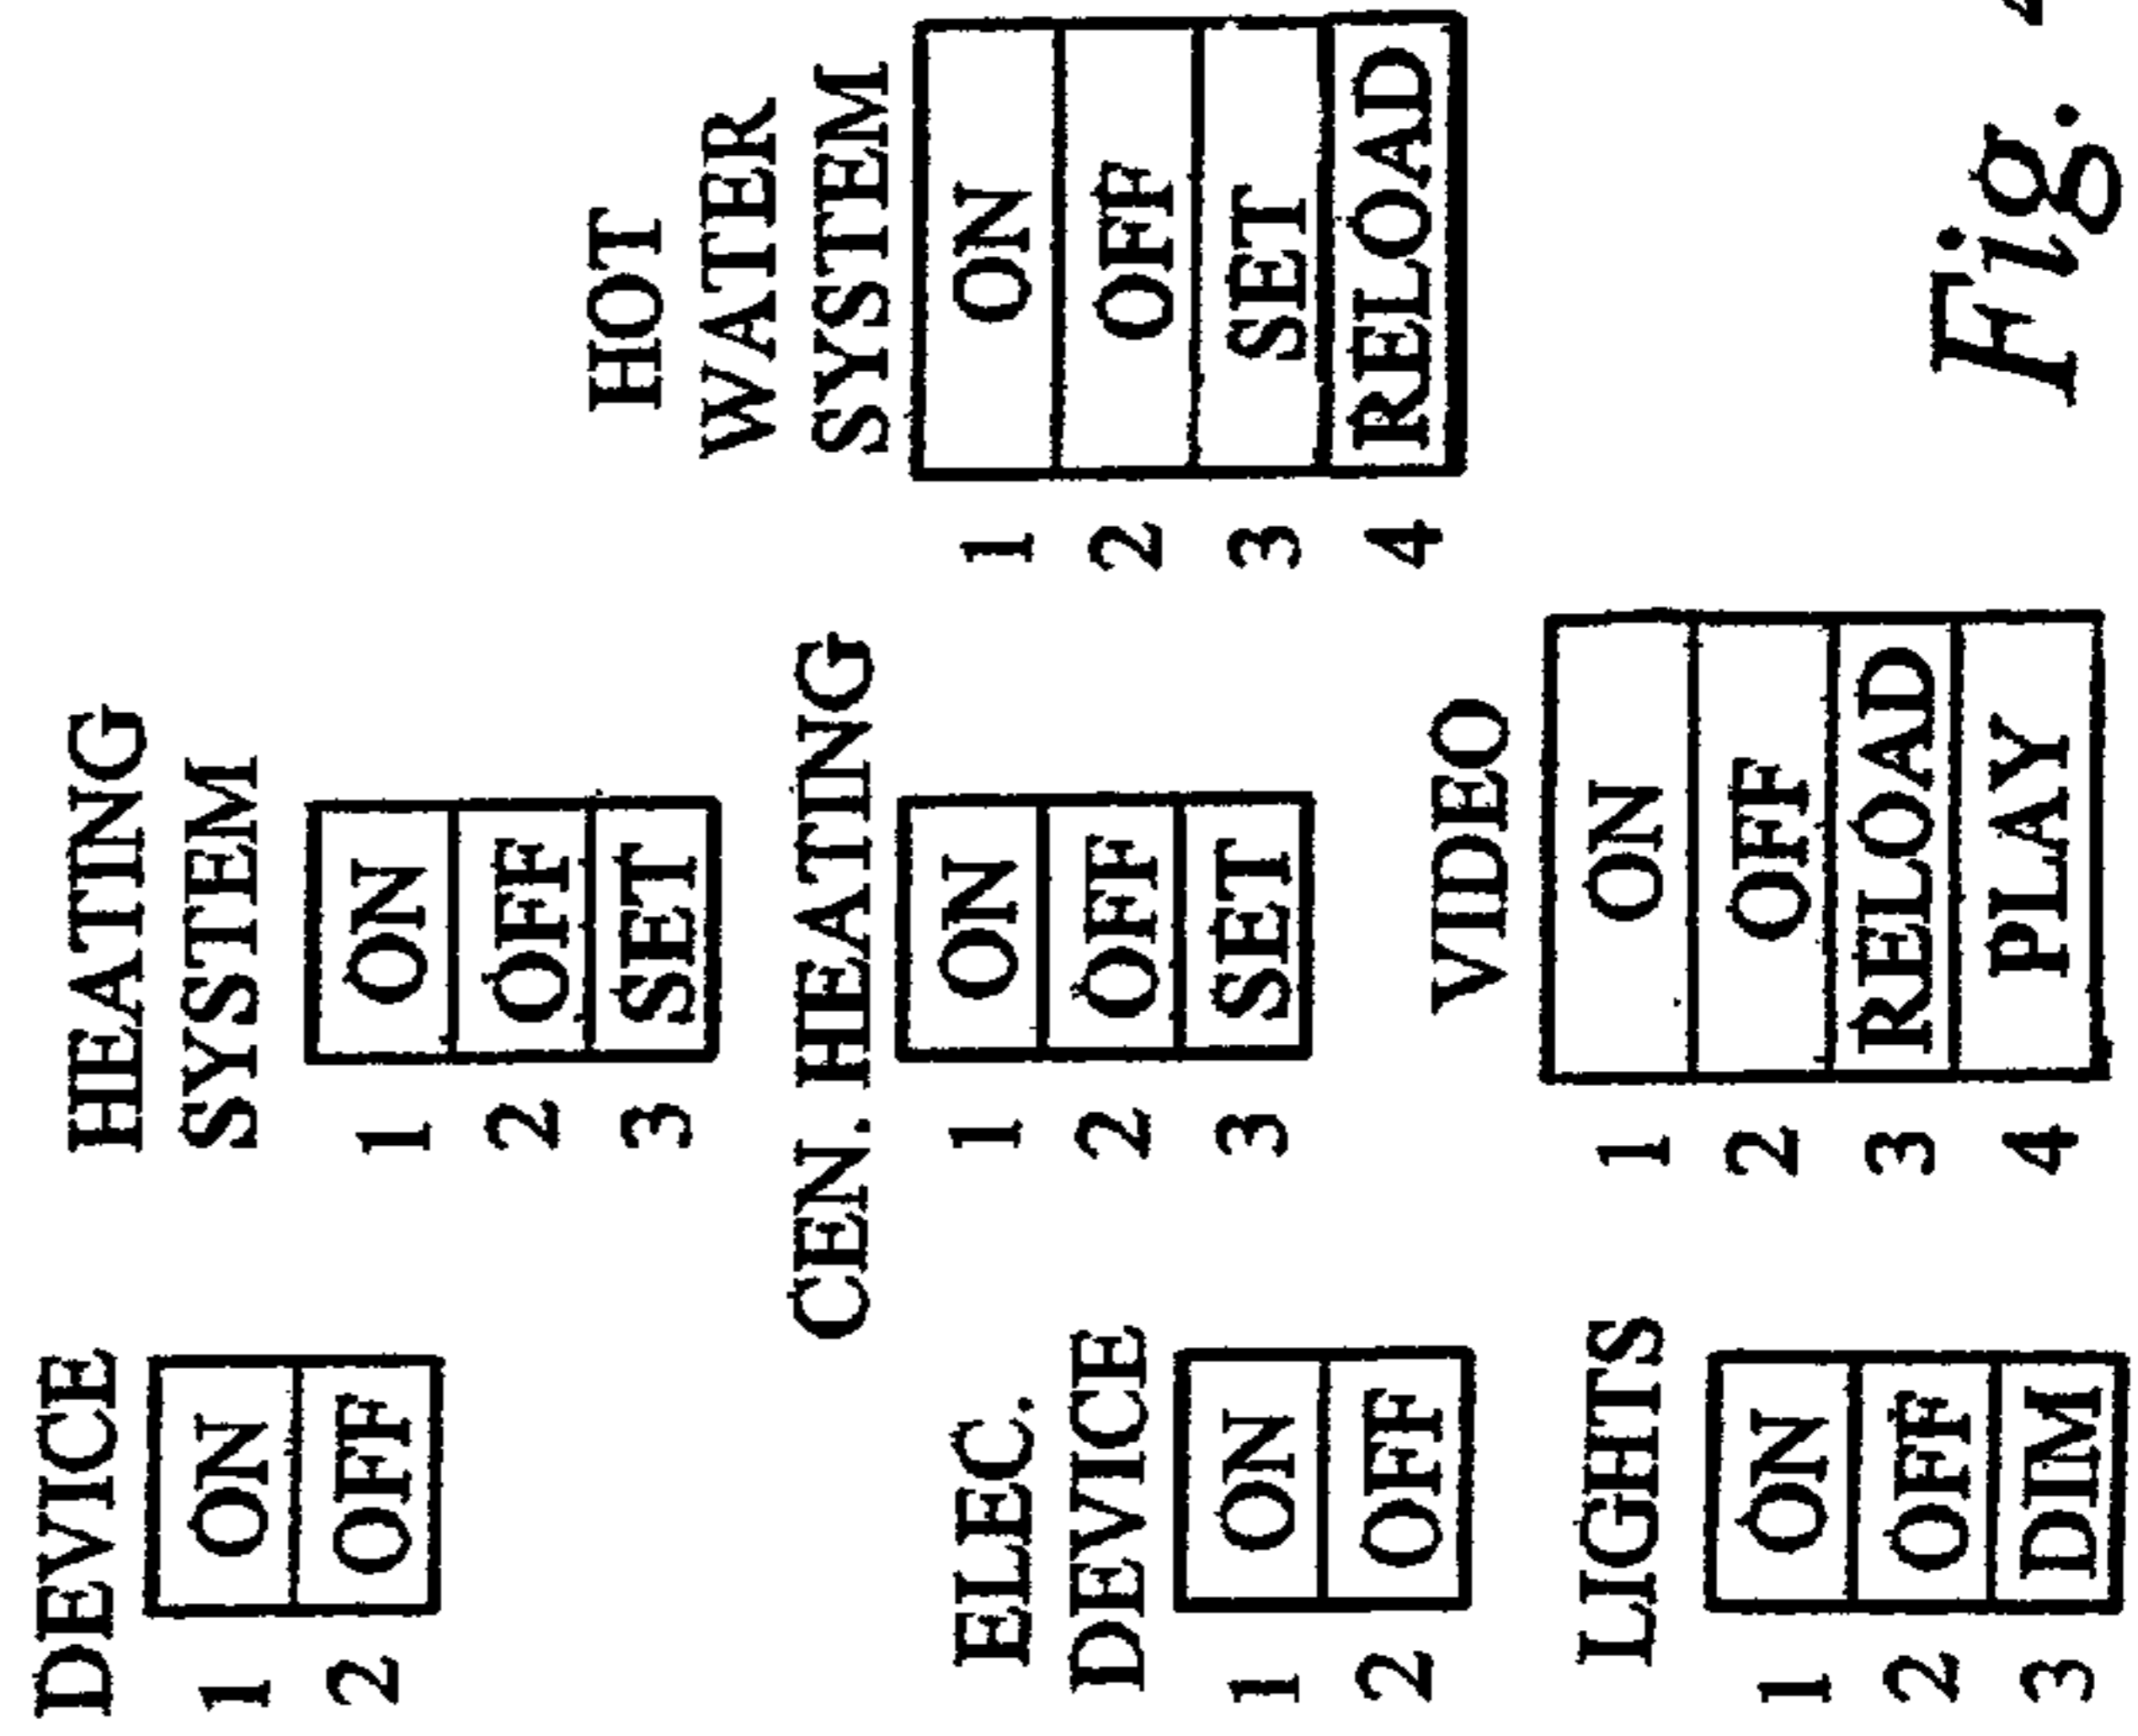 DEVICE
1 ON
2 OFF
HEATING
SYSTEM
1 ON
2 OFF
3 SET
CEN. HEATING
1 ON
2 OFF
3 SET
HOT
WATER
SYSTEM
1 ON
2 OFF
3 SET
4 RELOAD
ELEC.
DEVICE
1 ON
2 OFF
LIGHTS
1 ON
2 OFF
3 DIM
VIDEO
1 ON
2 OFF
3 RELOAD
4 PLAY
Fig.